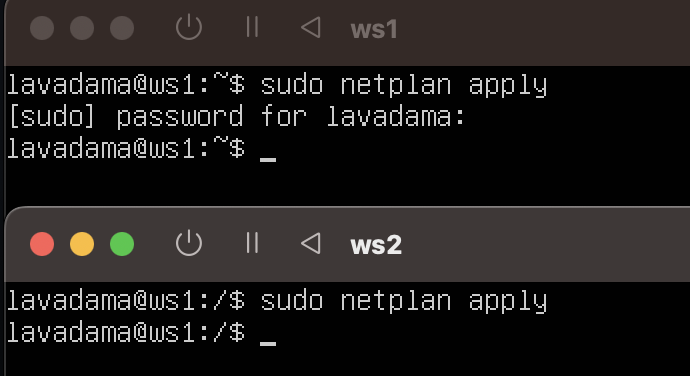 ws1
lavadama@ws1:~$ sudo netplan apply
[sudo] password for lavadama:
lavadama@ws1:~$ _
ws2
lavadama@ws1:/$ sudo netplan apply
lavadama@ws1:/$ _